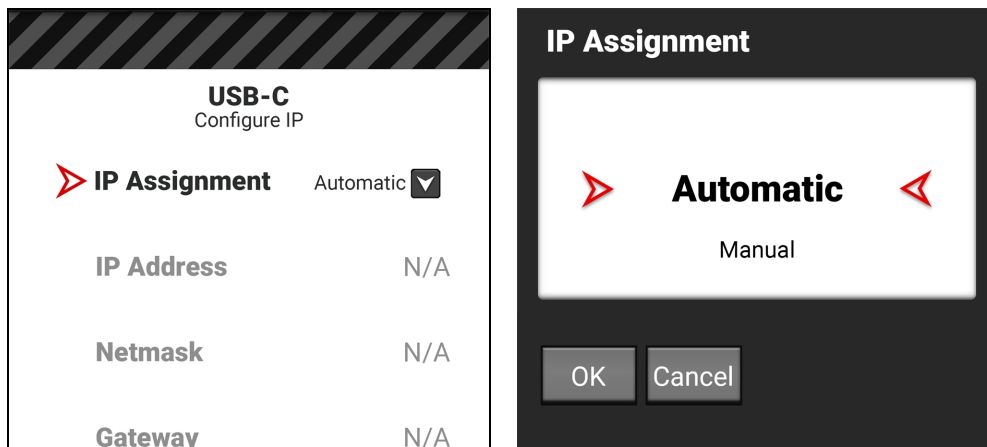 USB-C
Configure IP
IP Assignment Automatic
IP Address N/A
Netmask N/A
Gateway N/A
IP Assignment
Automatic
Manual
OK Cancel